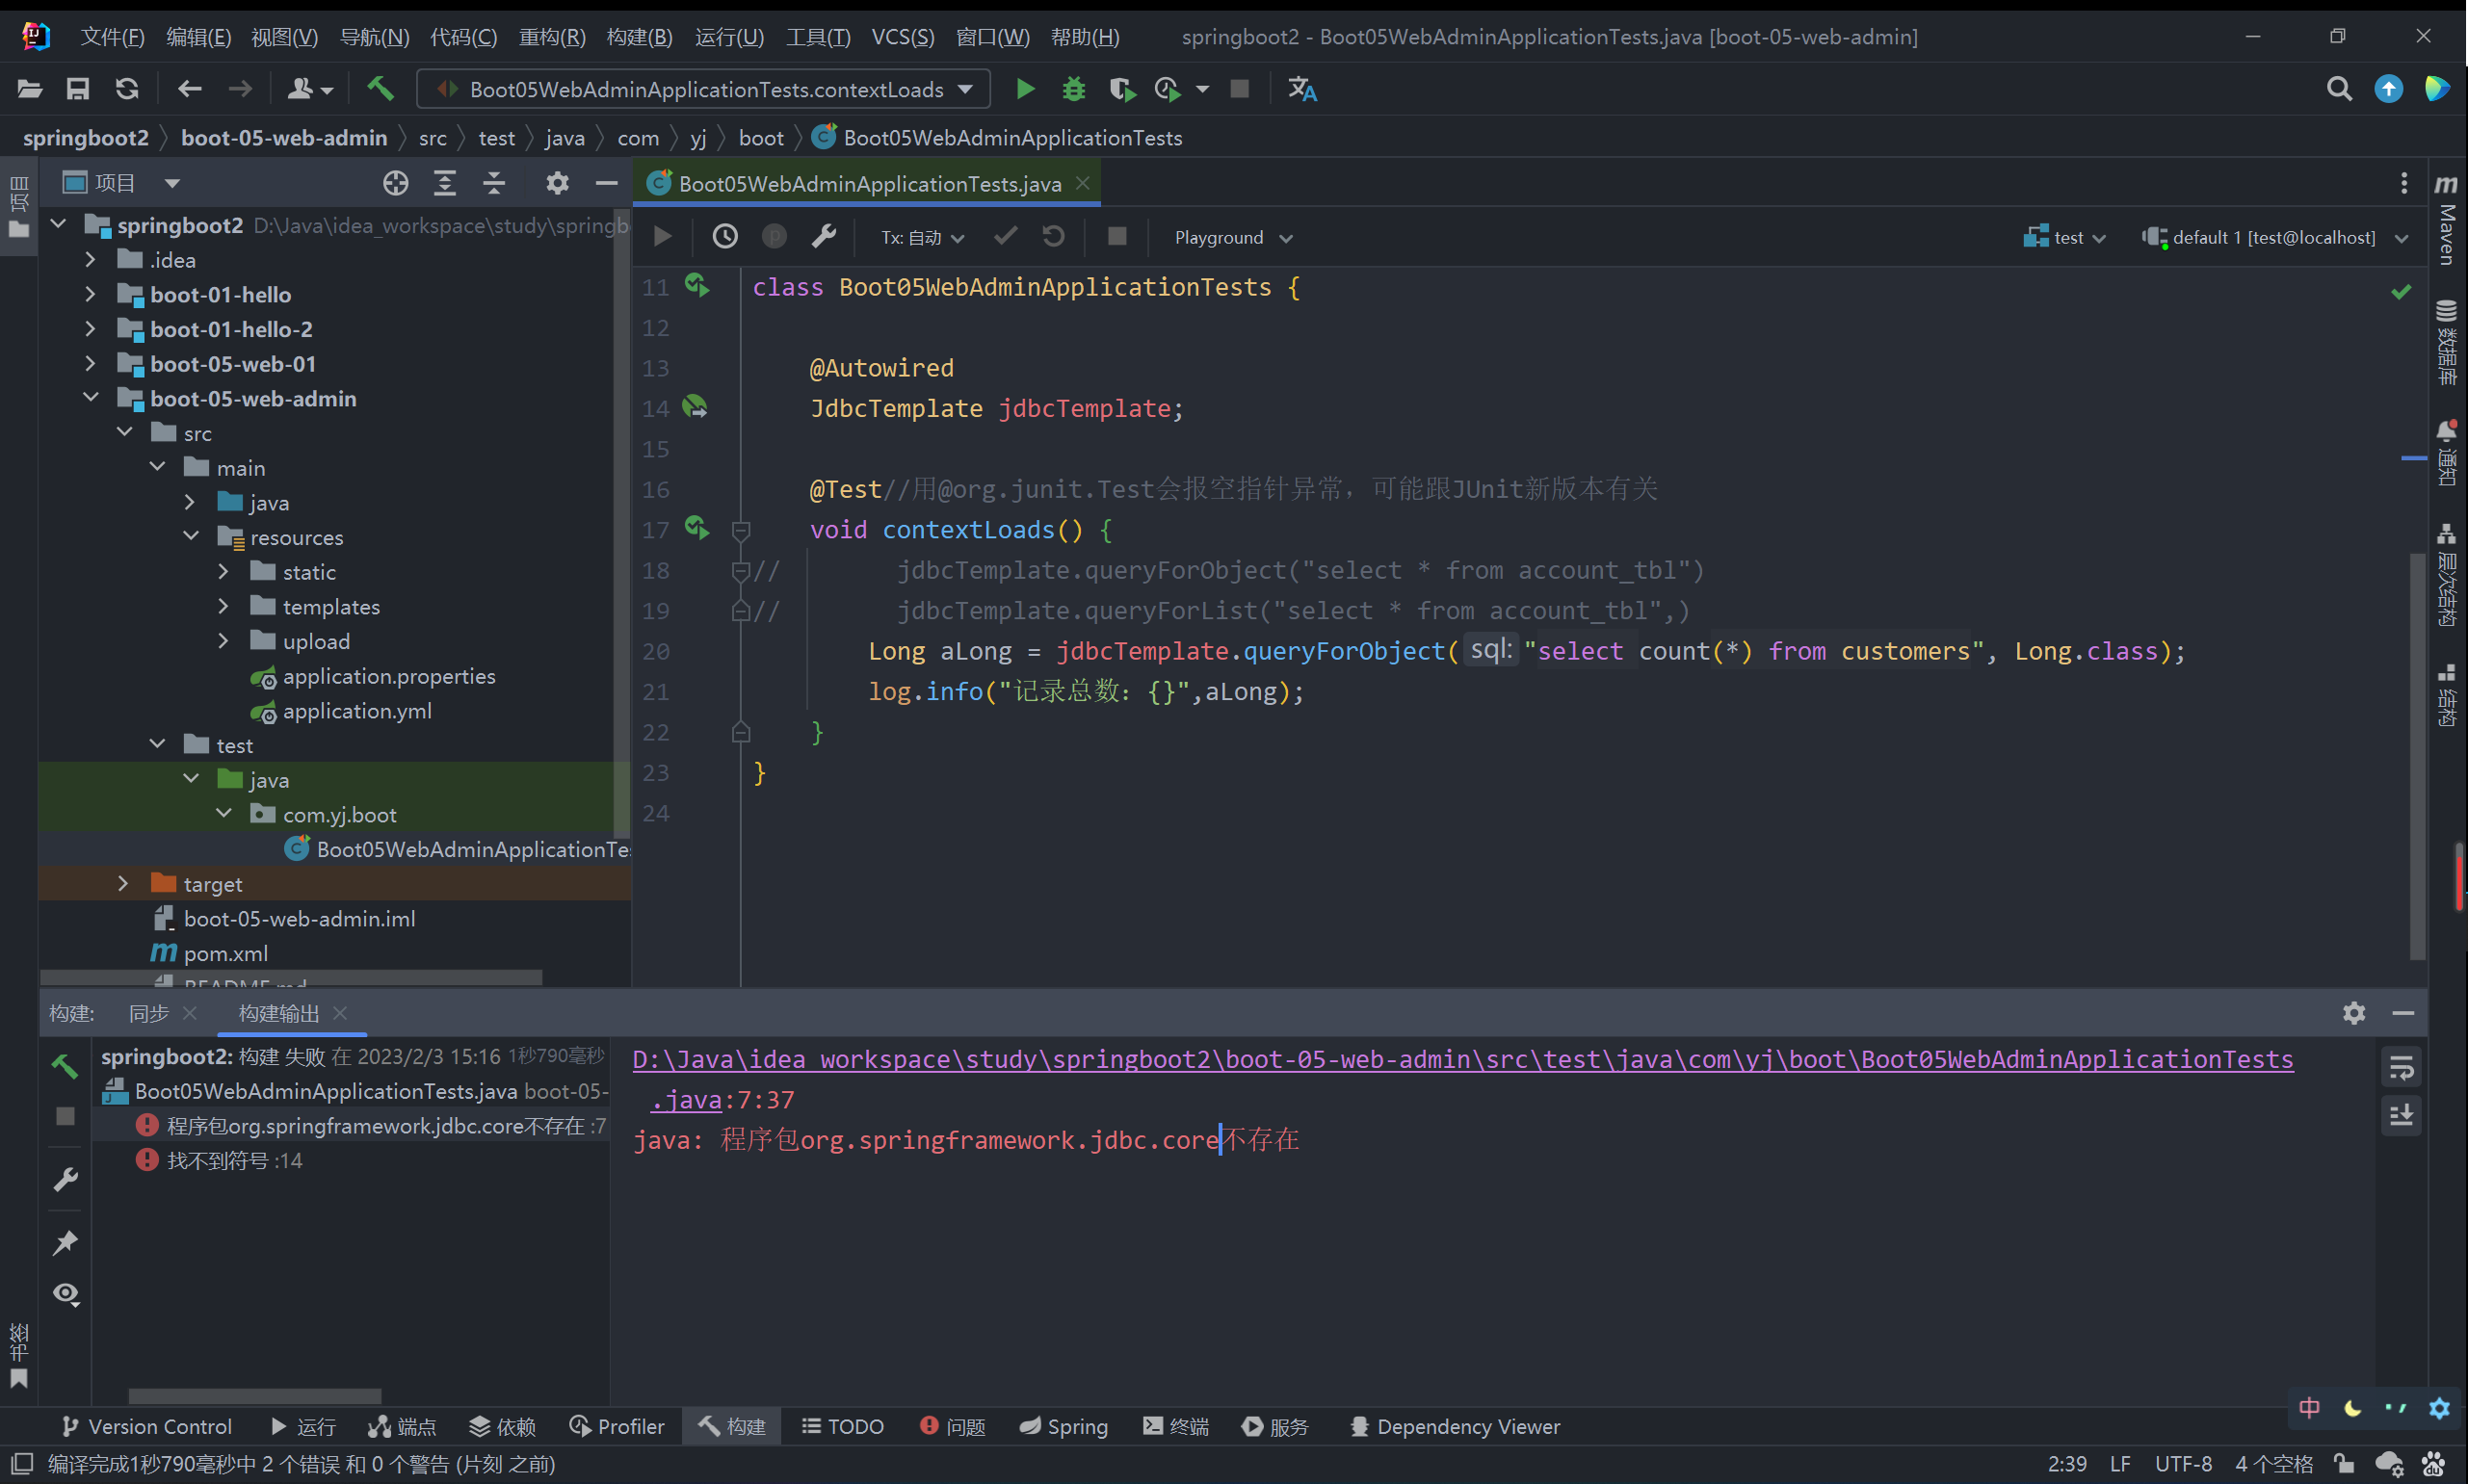 文件(F) 编辑(E) 视图(V) 导航(N) 代码(C) 重构(R) 构建(B) 运行(U) 工具(T) VCS(S) 窗口(W) 帮助(H) springboot2 - Boot05WebAdminApplicationTests.java [boot-05-web-admin]
Boot05WebAdminApplicationTests.contextLoads
springboot2 boot-05-web-admin src test java com yj boot Boot05WebAdminApplicationTests
项目
项目
springboot2 D:\Java\idea_workspace\study\springb
.idea
boot-01-hello
boot-01-hello-2
boot-05-web-01
boot-05-web-admin
src
main
java
resources
static
templates
upload
application.properties
application.yml
test
java
com.yj.boot
Boot05WebAdminApplicationTe
target
boot-05-web-admin.iml
pom.xml
README.md
书签
Boot05WebAdminApplicationTests.java
Tx: 自动 Playground test default 1 [test@localhost]
11 class Boot05WebAdminApplicationTests {
12
13 @Autowired
14 JdbcTemplate jdbcTemplate;
15
16 @Test//用@org.junit.Test会报空指针异常，可能跟JUnit新版本有关
17 void contextLoads() {
18 // jdbcTemplate.queryForObject("select * from account_tbl")
19 // jdbcTemplate.queryForList("select * from account_tbl",)
20 Long aLong = jdbcTemplate.queryForObject( sql: "select count(*) from customers", Long.class);
21 log.info("记录总数：{}",aLong);
22 }
23 }
24
m Maven
数据库
通知
层次结构
结构
构建: 同步 构建输出
springboot2: 构建 失败 在 2023/2/3 15:16 1秒790毫秒
Boot05WebAdminApplicationTests.java boot-05-
程序包org.springframework.jdbc.core不存在 :7
找不到符号 :14
D:\Java\idea_workspace\study\springboot2\boot-05-web-admin\src\test\java\com\yj\boot\Boot05WebAdminApplicationTests
.java:7:37
java: 程序包org.springframework.jdbc.core不存在
Version Control 运行 端点 依赖 Profiler 构建 TODO 问题 Spring 终端 服务 Dependency Viewer
中
编译完成1秒790毫秒中 2 个错误 和 0 个警告 (片刻 之前) 2:39 LF UTF-8 4 个空格